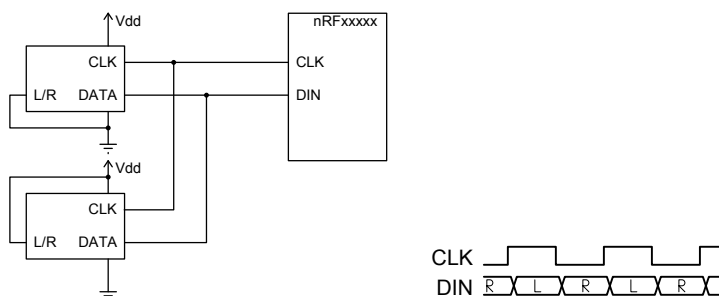 Vdd
nRFxxxxx
CLK
CLK
L/R
DATA
DIN
Vdd
CLK
L/R
DATA
CLK
DIN
R L R L R